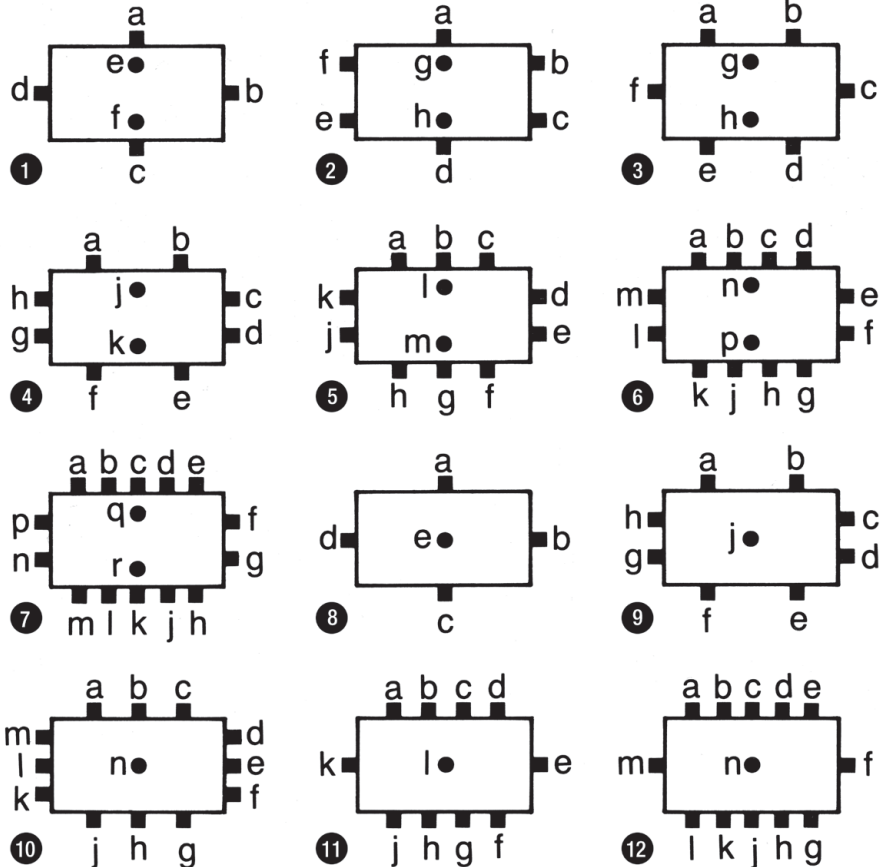 a
d e b
f
c
1
a
f g b
e h c
d
2
a b
f g c
h
e d
3
a b
h j c
g k d
f e
4
a b c
k l d
j m e
h g f
5
a b c d
m n e
l p f
k j h g
6
a b c d e
p q f
n r g
m l k j h
7
a
d e b
c
8
a b
h c
j
g d
f e
9
a b c
m d
l n e
k f
j h g
10
a b c d
k l e
j h g f
11
a b c d e
m n f
l k j h g
12